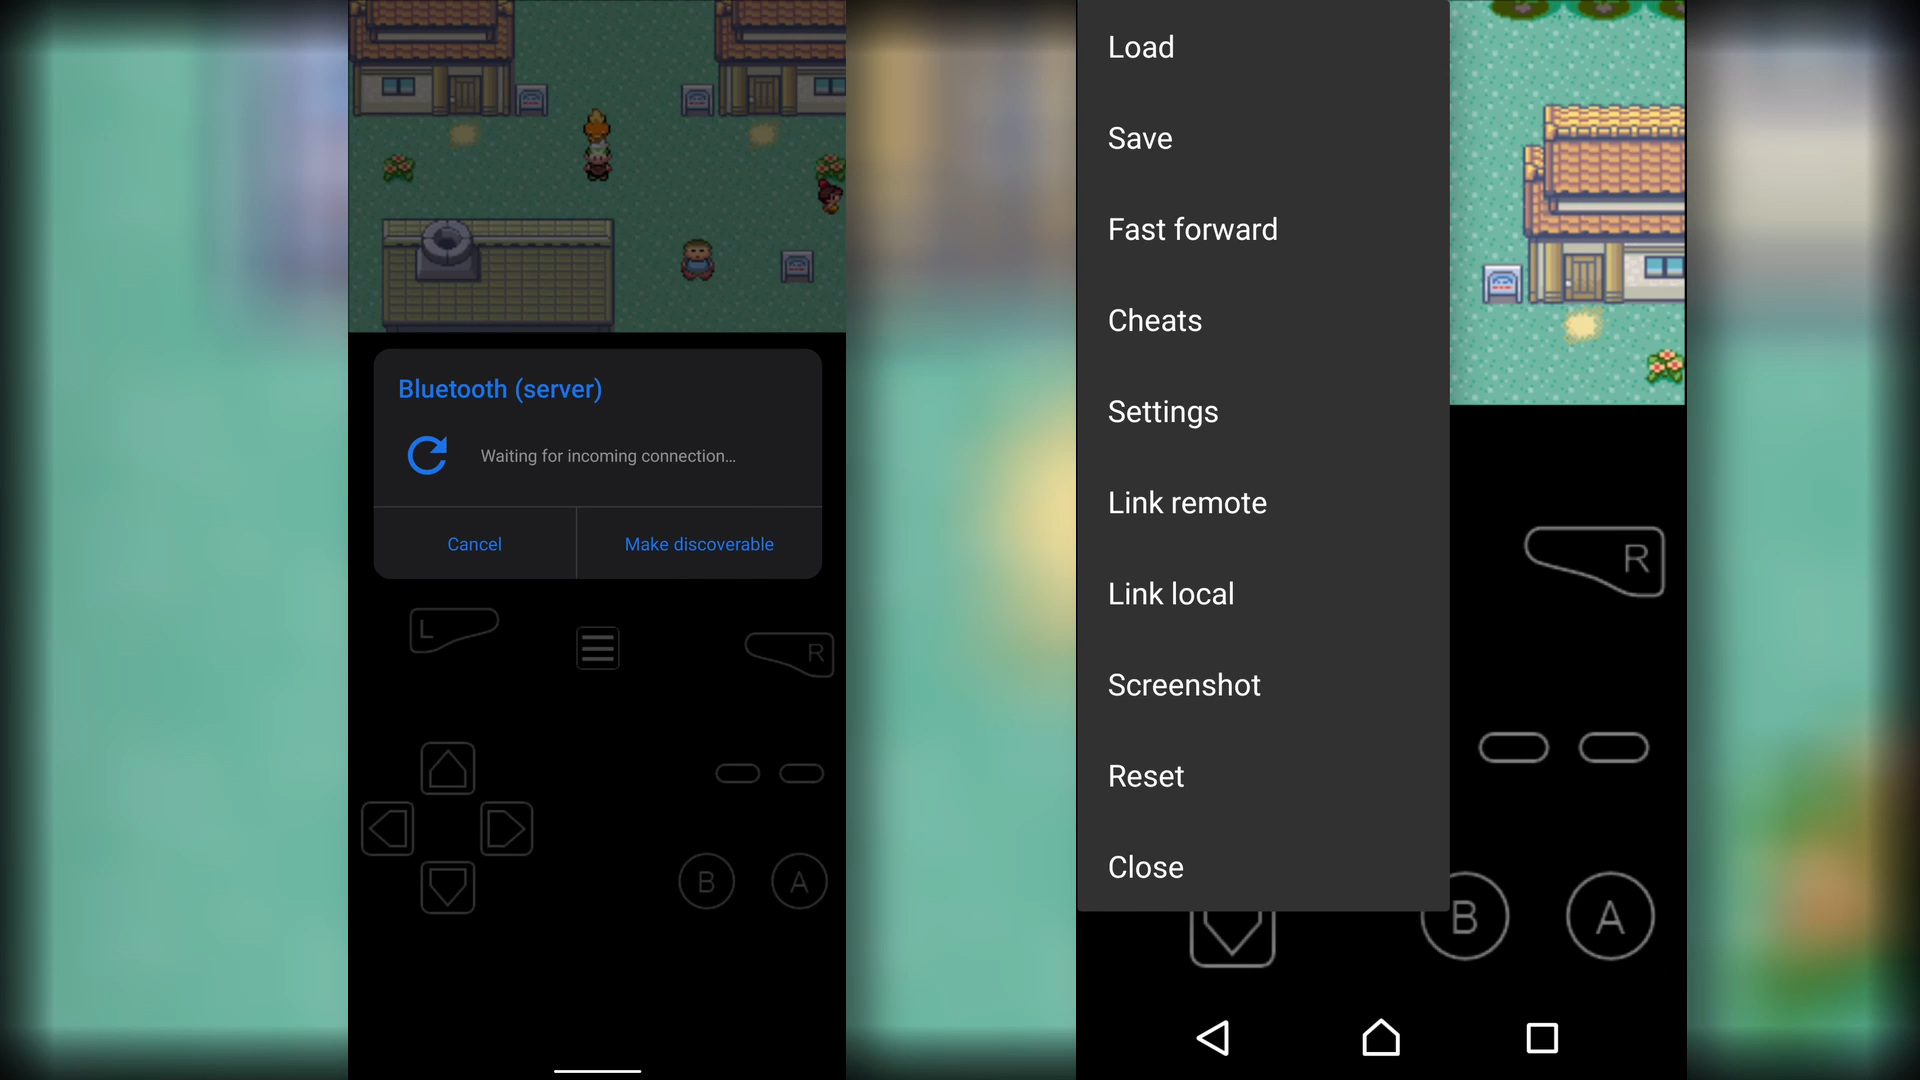 Bluetooth (server)
Waiting for incoming connection...
Cancel
Make discoverable
L
R
B
A
Load
Save
Fast forward
Cheats
Settings
Link remote
Link local
Screenshot
Reset
Close
R
B
A